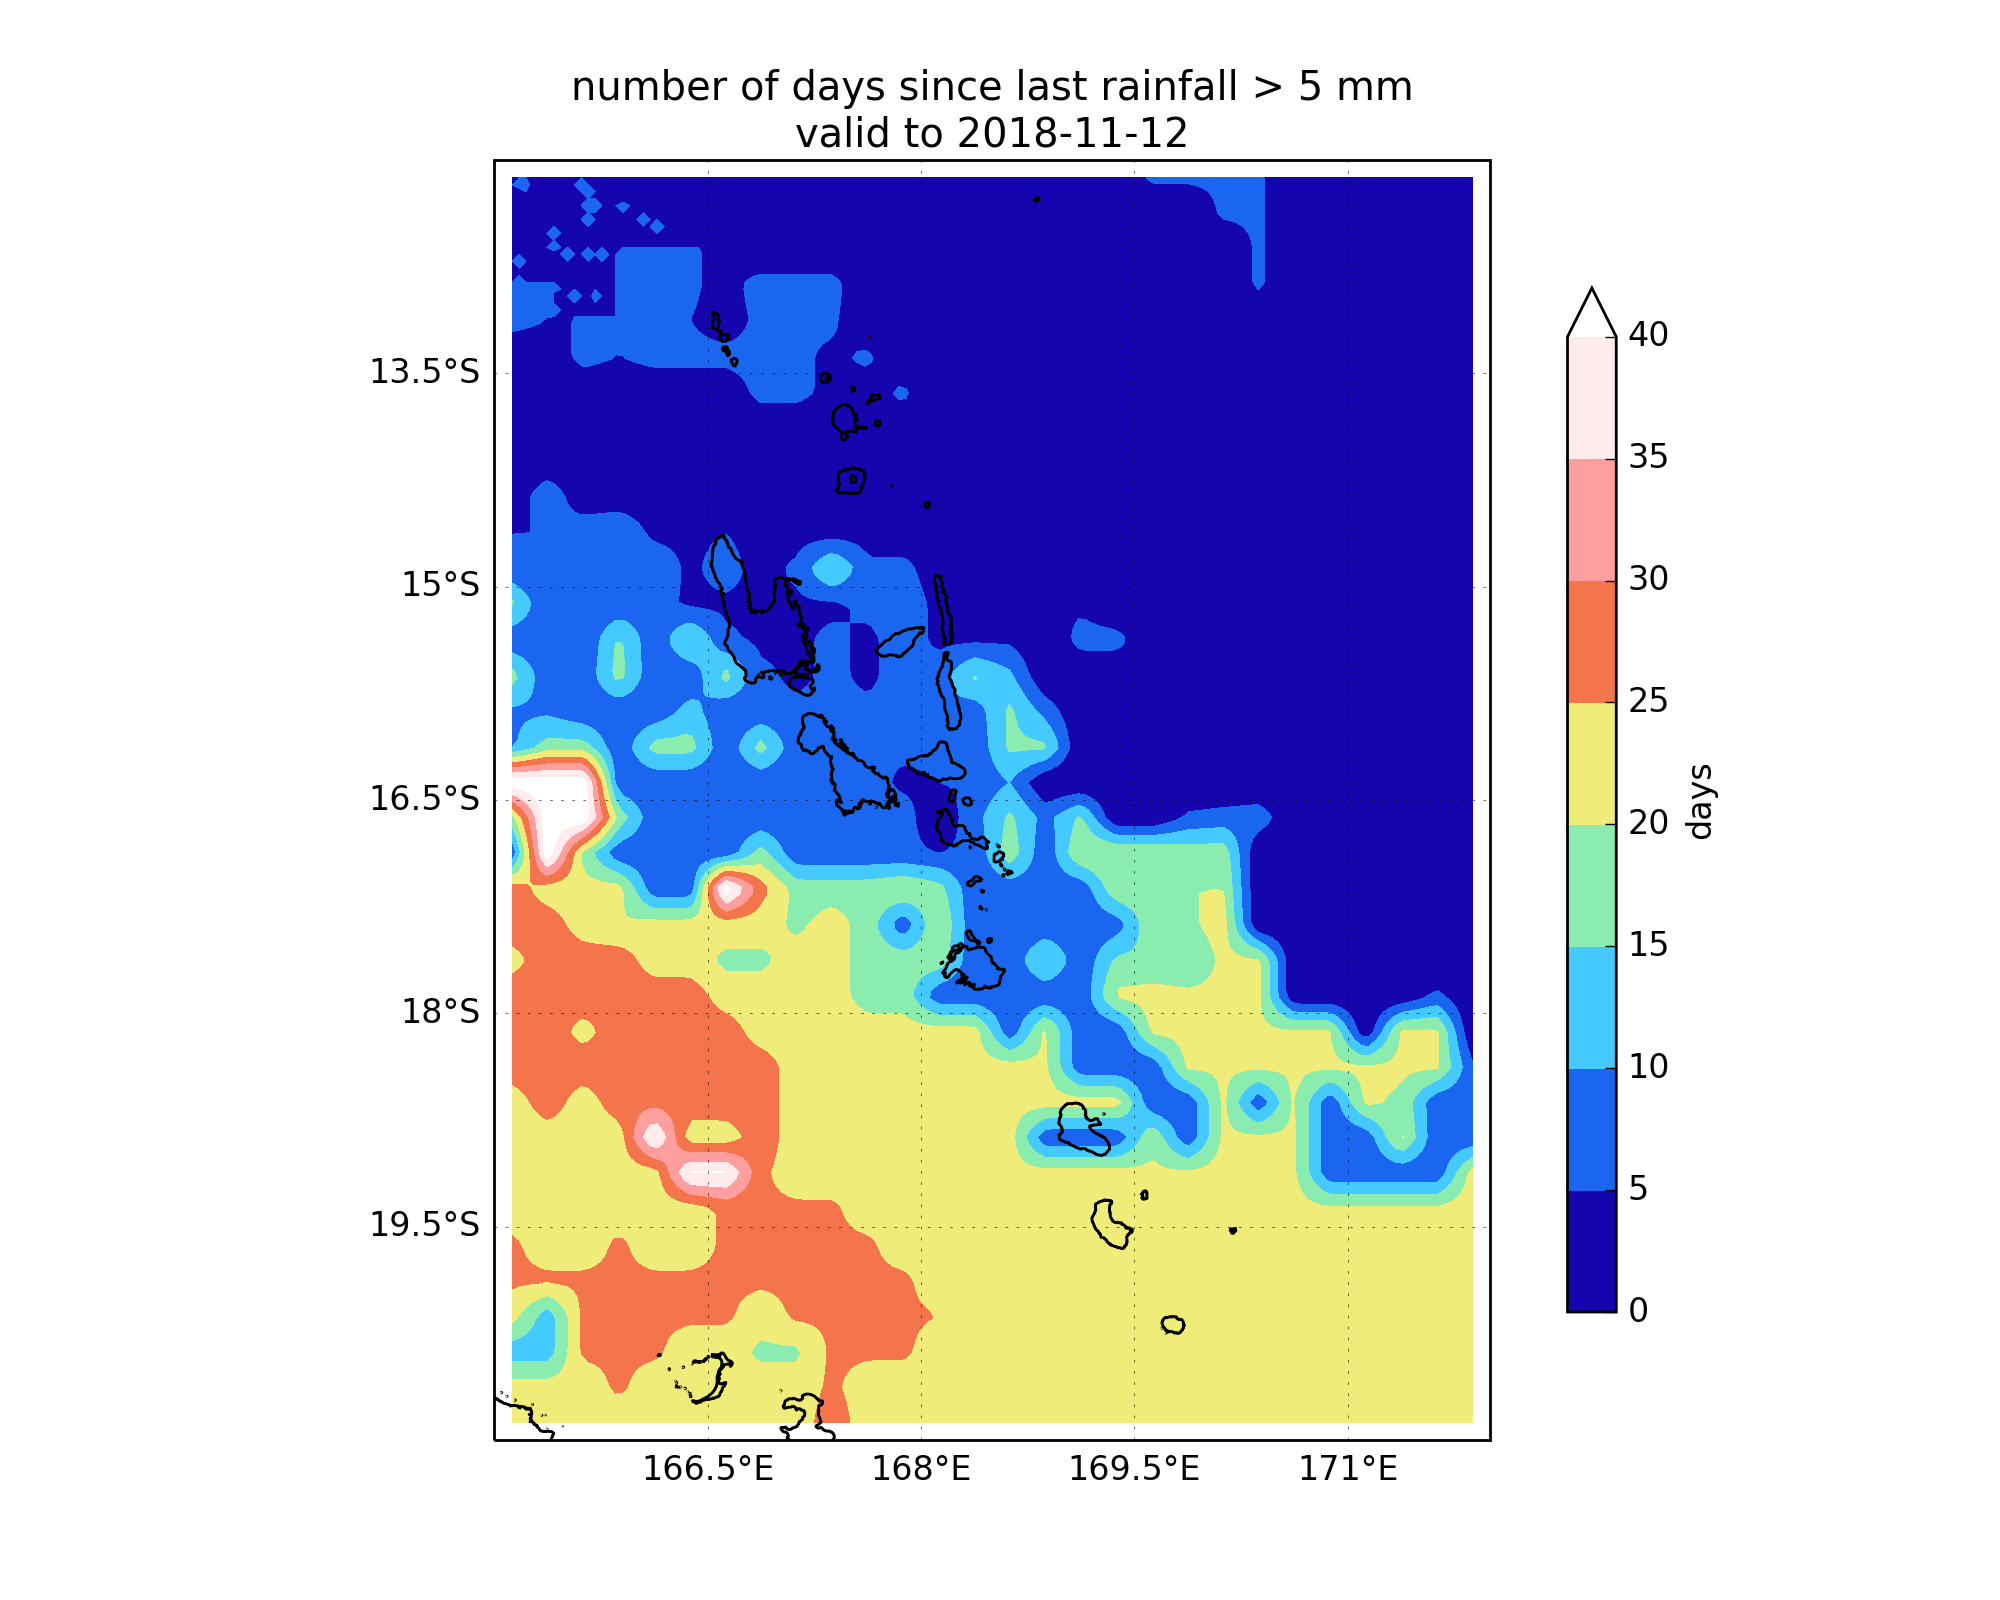 number of days since last rainfall > 5 mm
valid to 2018-11-12
13.5°S
15°S
16.5°S
18°S
19.5°S
166.5°E
168°E
169.5°E
171°E
40
35
30
25
20
15
10
5
0
days